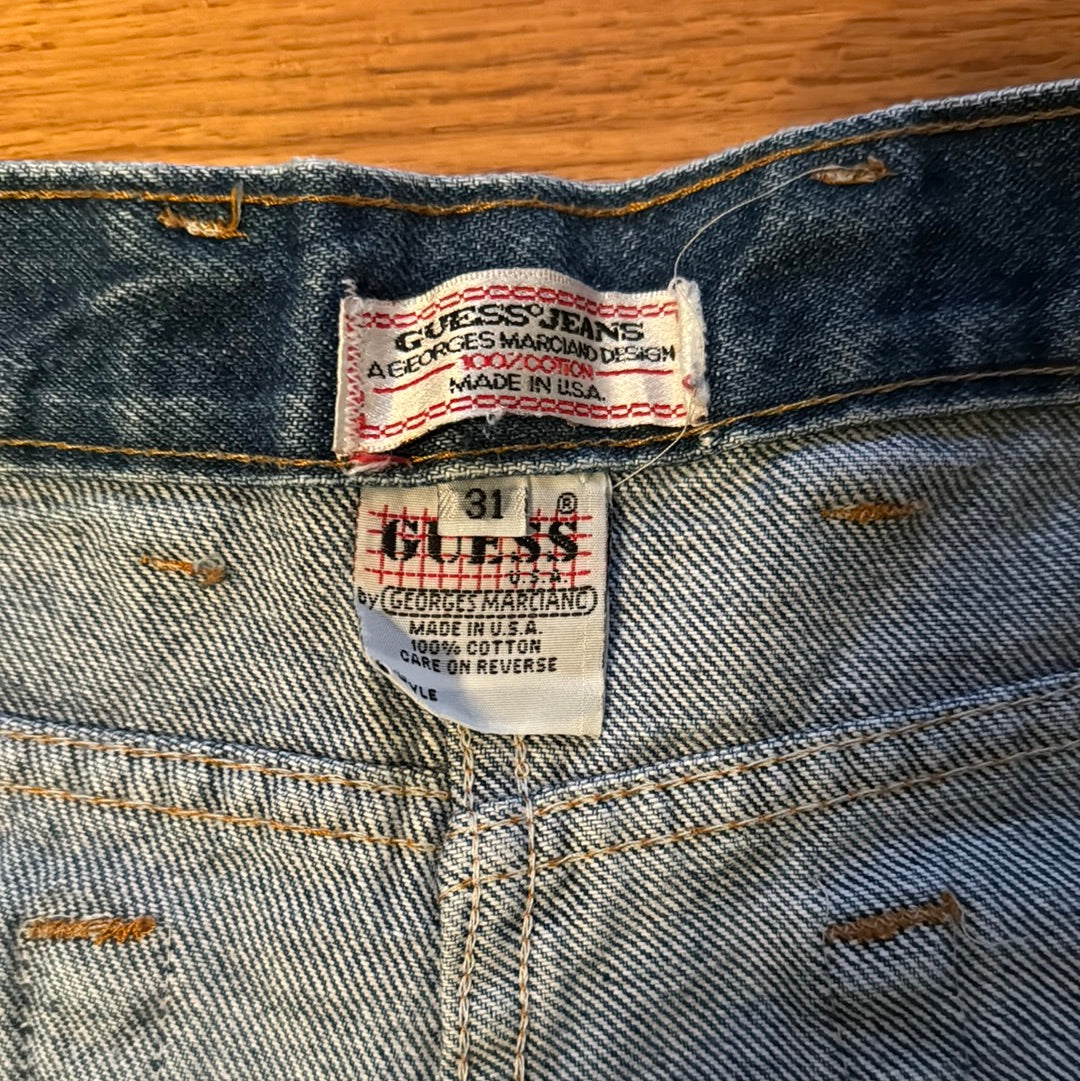 GUESS® JEANS
A GEORGES MARCIANO DESIGN
100% COTTON
MADE IN U.S.A.
31
®
GUESS
U.S.A.
by GEORGES MARCIANO
MADE IN U.S.A.
100% COTTON
CARE ON REVERSE